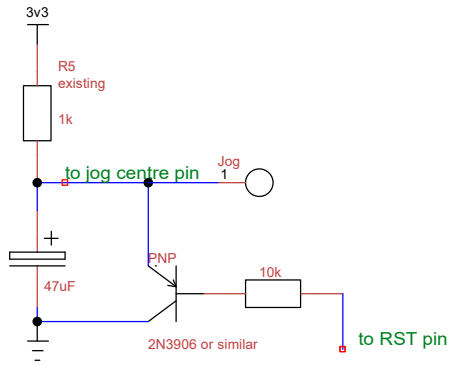 3v3
R5
existing
1k
to jog centre pin
Jog
1
+
47uF
PNP
10k
2N3906 or similar
to RST pin